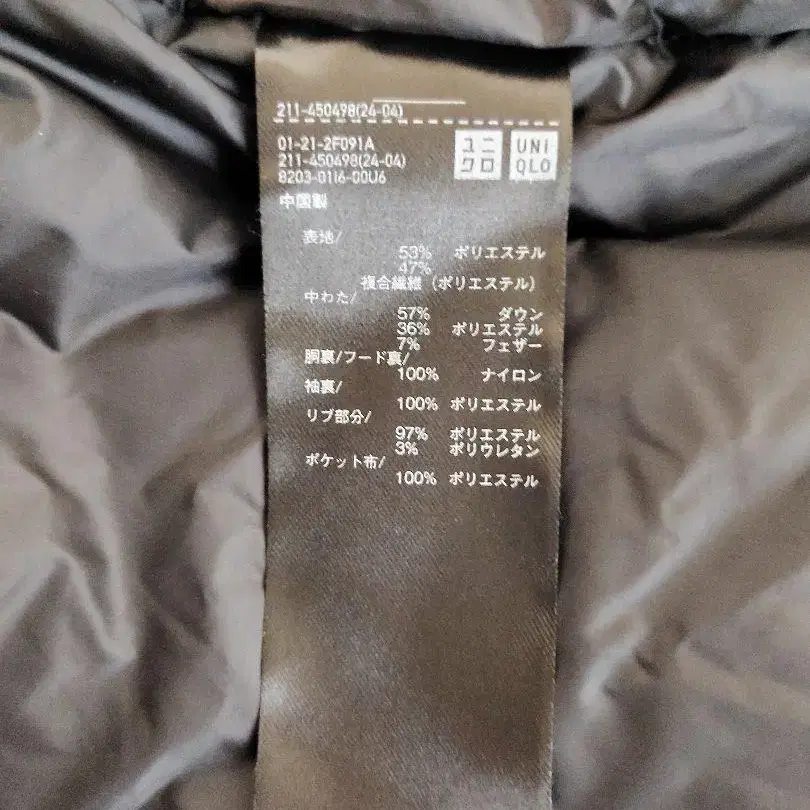 211-450498(24-04)
01-21-2F091A
211-450498(24-04)
8203-0116-00U6
ユニクロ
UNIQLO
中国製
表地/
53% ポリエステル
47%
複合繊維(ポリエステル)
中わた/
57% ダウン
36% ポリエステル
7% フェザー
胴裏/フード裏/
100% ナイロン
袖裏/
100% ポリエステル
リブ部分/
97% ポリエステル
3% ポリウレタン
ポケット布/
100% ポリエステル